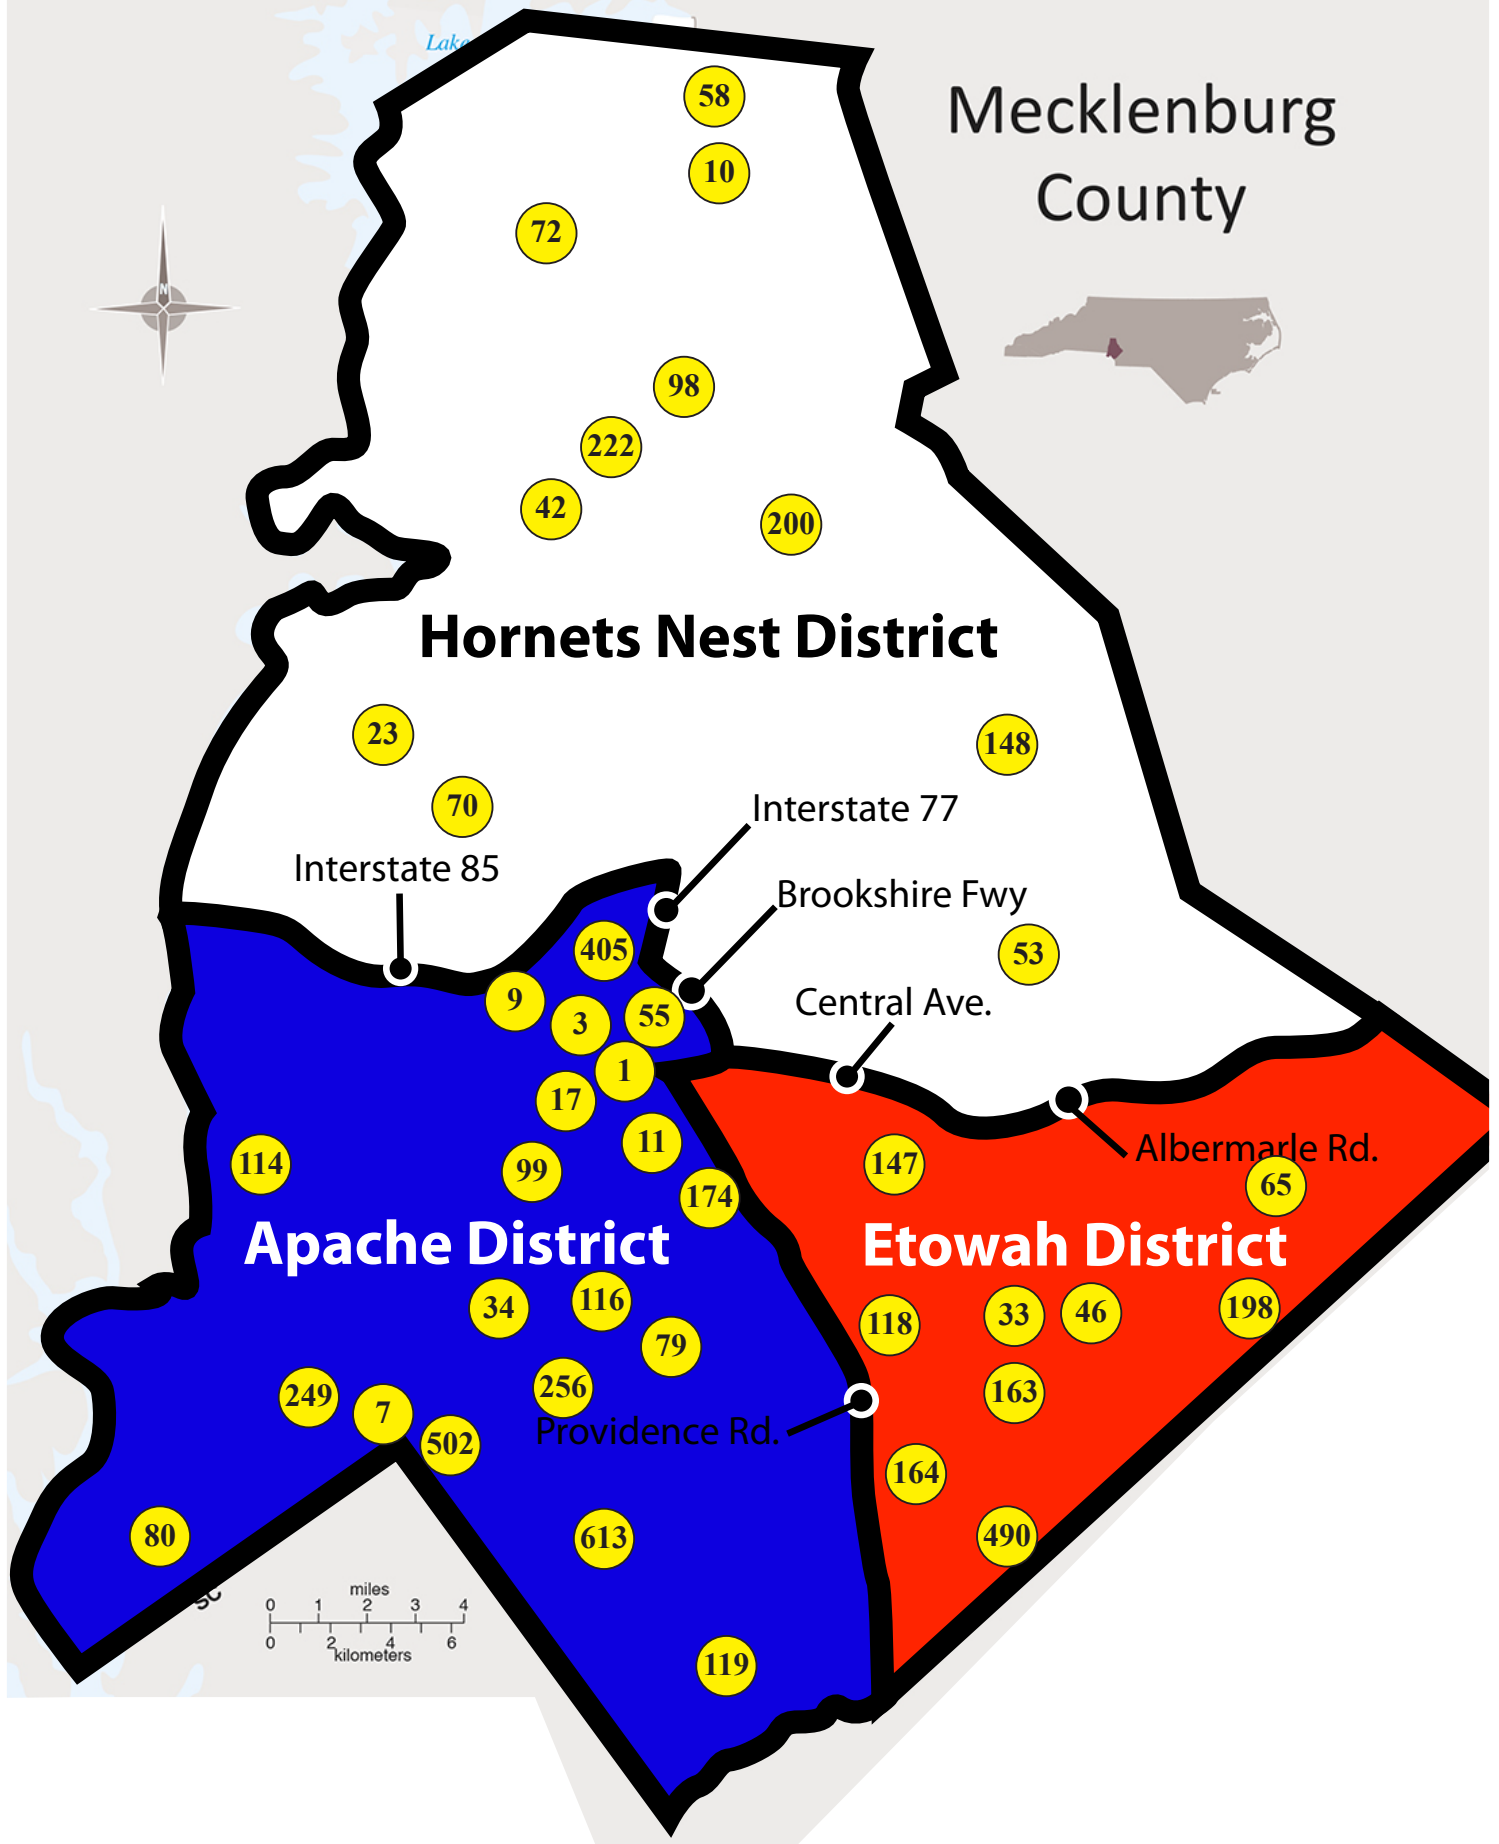 Lake
Mecklenburg
County
58
10
72
N
98
222
42
200
Hornets Nest District
23
148
70
Interstate 77
Interstate 85
Brookshire Fwy
405
53
9
Central Ave.
3
55
1
17
11
Albermarle Rd.
114
99
147
174
65
Apache District
Etowah District
34
116
118
33
46
198
79
249
256
163
7
Providence Rd.
502
164
80
613
490
miles
0 1 2 3 4
0 2 4 6
kilometers
SC
119